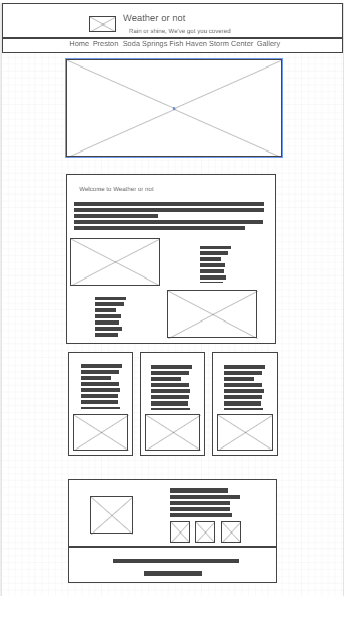 Weather or not
Rain or shine, We've got you covered
Home Preston Soda Springs Fish Haven Storm Center Gallery
Welcome to Weather or not